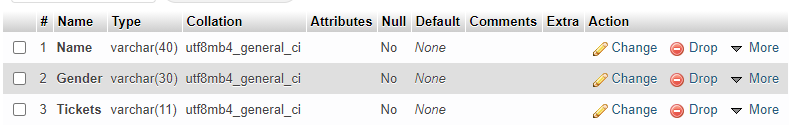 # Name Type Collation Attributes Null Default Comments Extra Action
1 Name varchar(40) utf8mb4_general_ci No None Change Drop More
2 Gender varchar(30) utf8mb4_general_ci No None Change Drop More
3 Tickets varchar(11) utf8mb4_general_ci No None Change Drop More